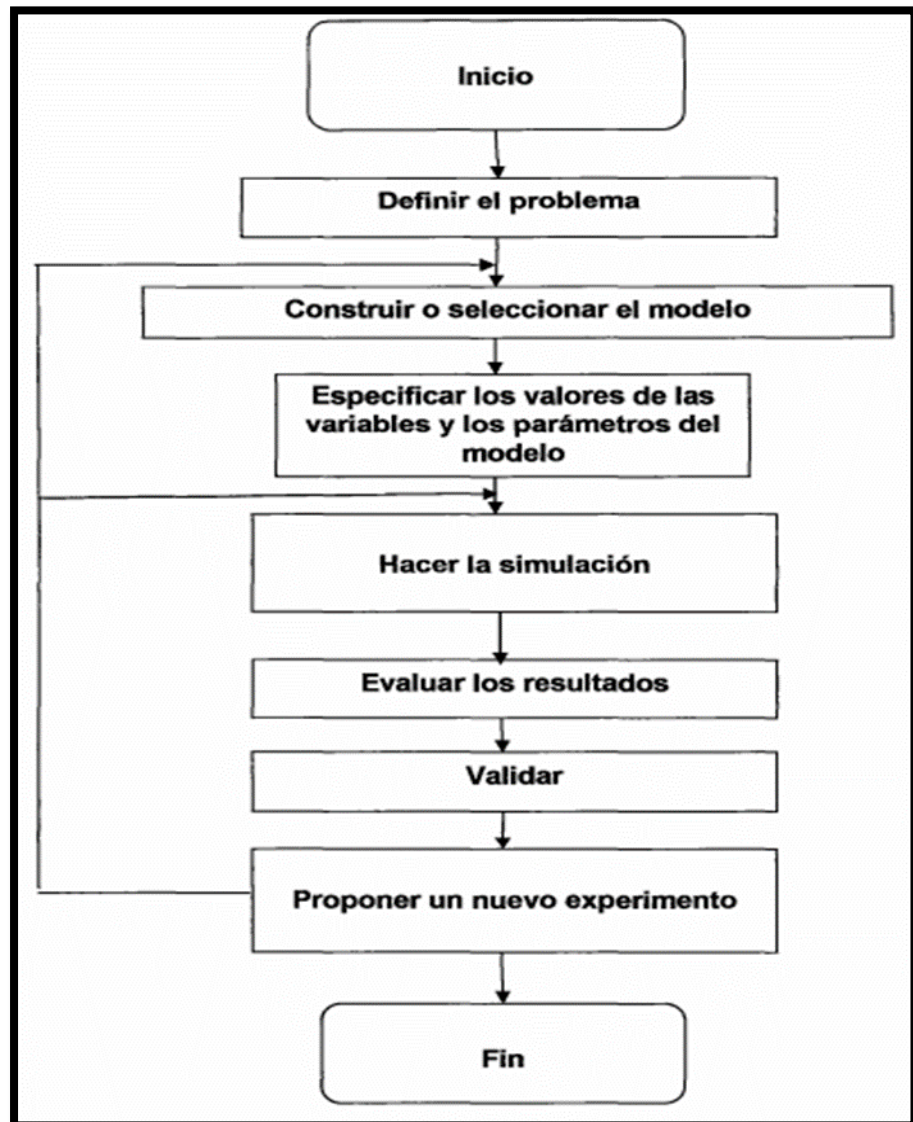 Inicio
Definir el problema
Construir o seleccionar el modelo
Especificar los valores de las
variables y los parámetros del
modelo
Hacer la simulación
Evaluar los resultados
Validar
Proponer un nuevo experimento
Fin